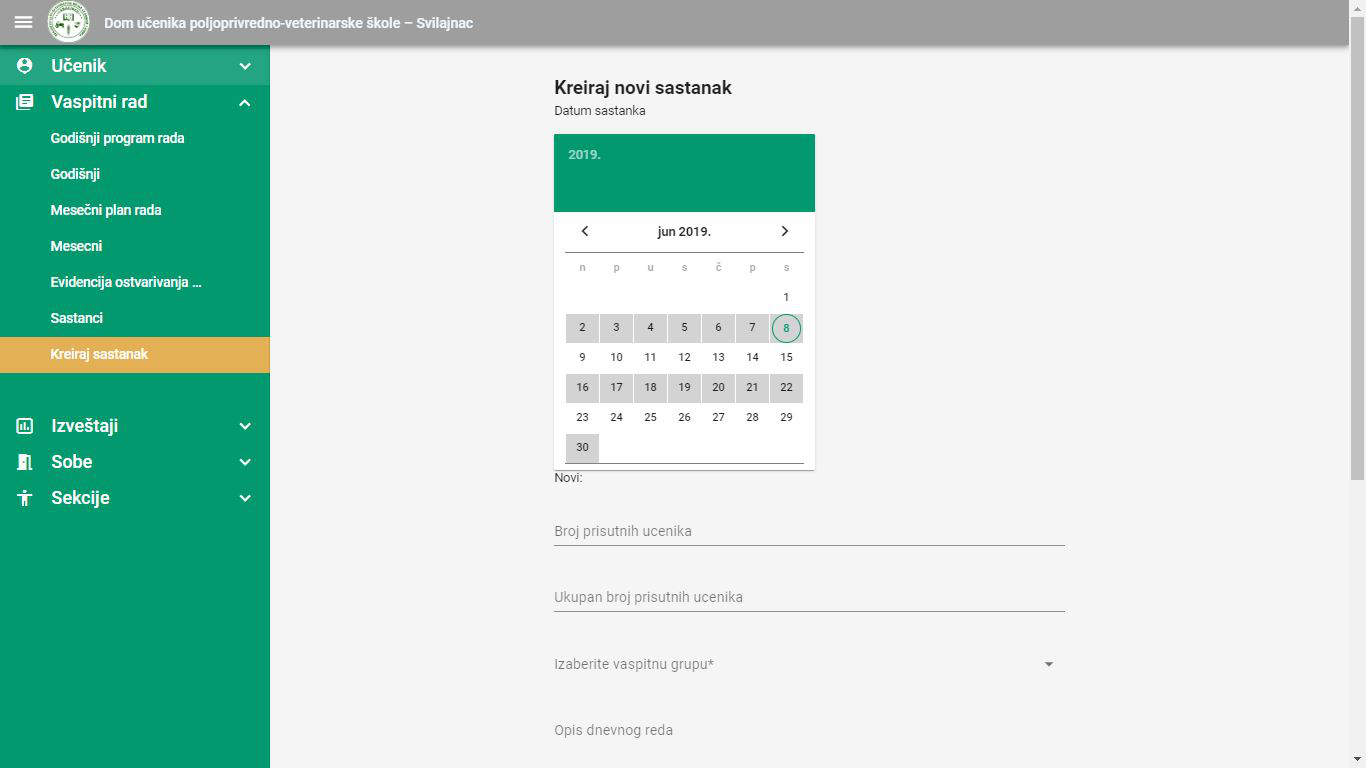 Dom učenika poljoprivredno-veterinarske škole – Svilajnac
Učenik
Vaspitni rad
Godišnji program rada
Godišnji
Mesečni plan rada
Mesecni
Evidencija ostvarivanja ...
Sastanci
Kreiraj sastanak
Izveštaji
Sobe
Sekcije
Kreiraj novi sastanak
Datum sastanka
2019.
jun 2019.
n p u s č p s
1
2 3 4 5 6 7 8
9 10 11 12 13 14 15
16 17 18 19 20 21 22
23 24 25 26 27 28 29
30
Novi:
Broj prisutnih ucenika
Ukupan broj prisutnih ucenika
Izaberite vaspitnu grupu*
Opis dnevnog reda